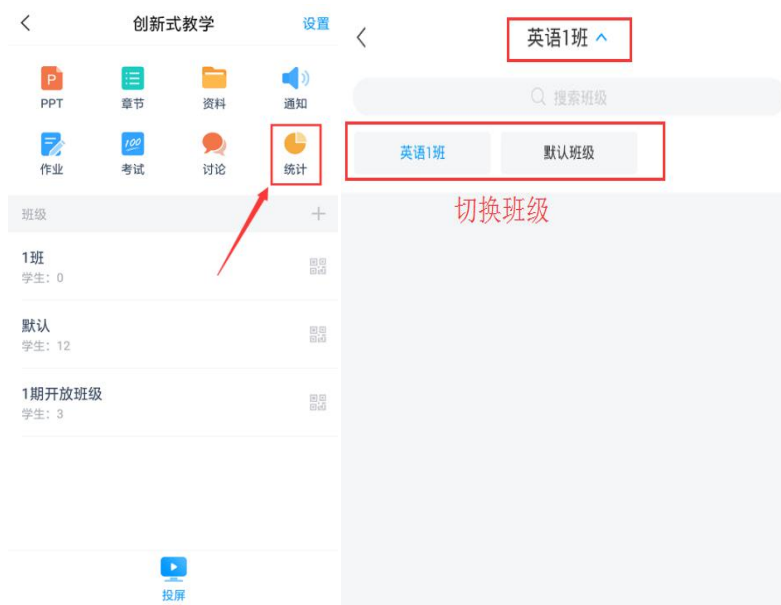 创新式教学
设置
PPT
章节
资料
通知
作业
100
考试
讨论
统计
班级
1班
学生：0
默认
学生：12
1期开放班级
学生：3
投屏
英语1班
搜索班级
英语1班
默认班级
切换班级